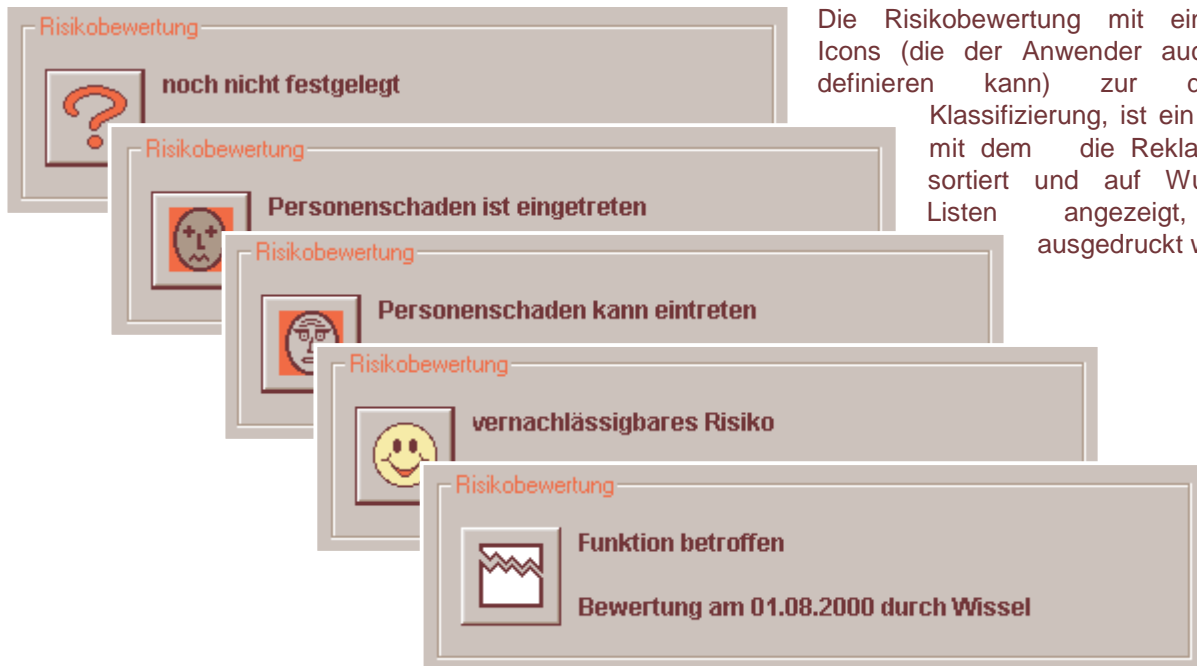 Risikobewertung
noch nicht festgelegt
Risikobewertung
Personenschaden ist eingetreten
Risikobewertung
Personenschaden kann eintreten
Risikobewertung
vernachlässigbares Risiko
Risikobewertung
Funktion betroffen
Bewertung am 01.08.2000 durch Wissel
Die Risikobewertung mit
Icons (die der Anwender
definieren kann) zur
Klassifizierung, ist ein
mit dem die
sortiert und auf
Listen angezeigt,
ausgedruckt